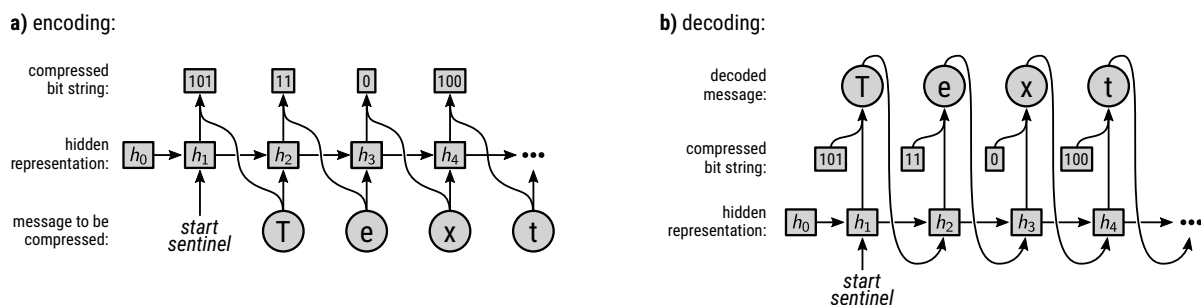 a) encoding:
compressed bit string:
101 11 0 100
hidden representation:
h0 h1 h2 h3 h4 •••
message to be compressed:
start sentinel
T e x t
b) decoding:
decoded message:
T e x t
compressed bit string:
101 11 0 100
hidden representation:
h0 h1 h2 h3 h4 •••
start sentinel